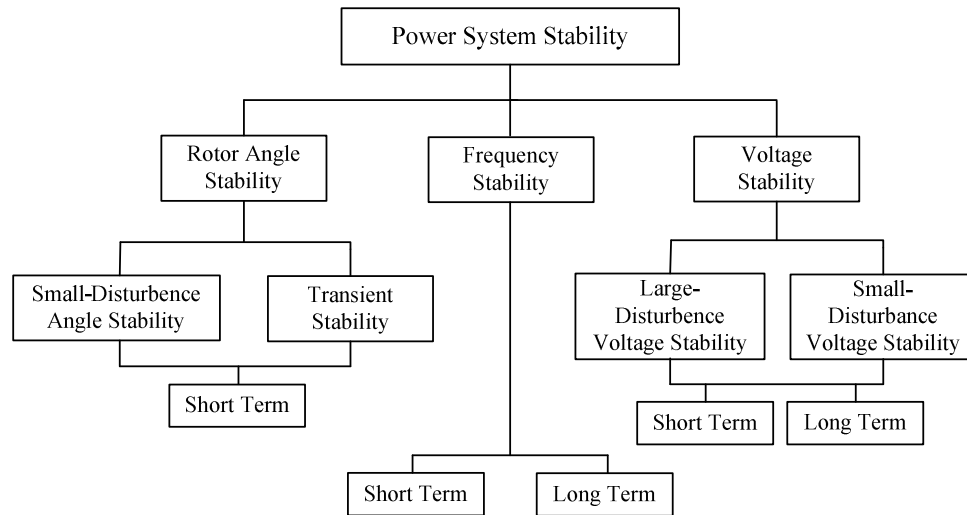 Power System Stability
Rotor Angle
Stability
Frequency
Stability
Voltage
Stability
Small-Disturbence
Angle Stability
Transient
Stability
Large-
Disturbence
Voltage Stability
Small-
Disturbance
Voltage Stability
Short Term
Short Term
Long Term
Short Term
Long Term